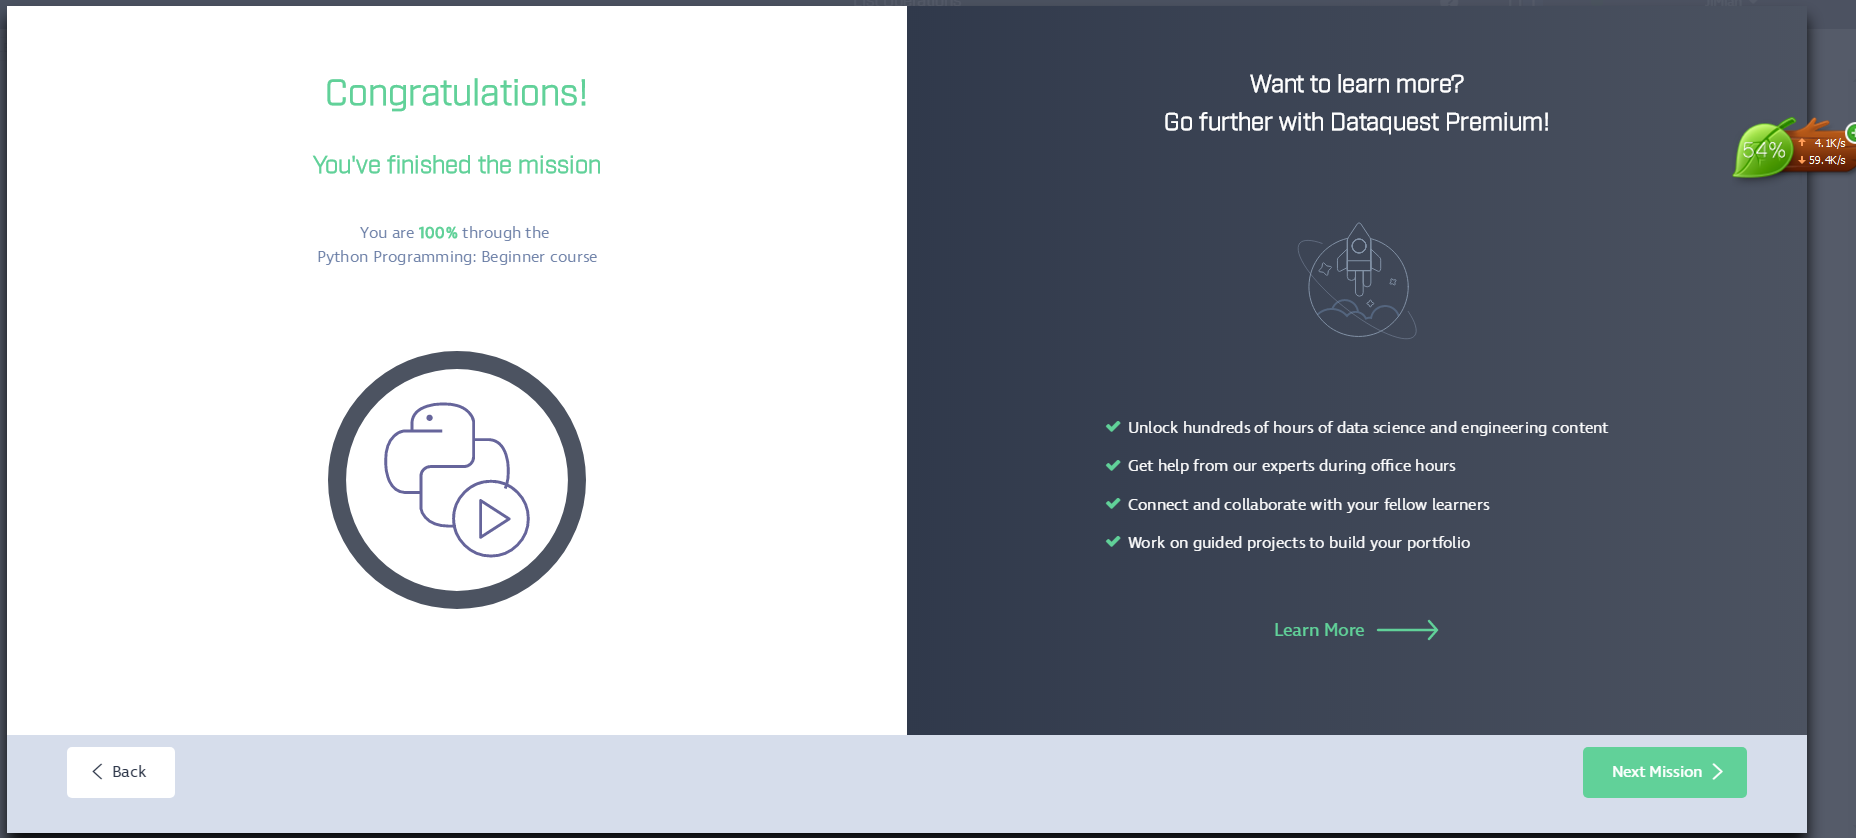 Congratulations!
You've finished the mission
You are 100% through the
Python Programming: Beginner course
Want to learn more?
Go further with Dataquest Premium!
54%
4.1K/s
59.4K/s
Unlock hundreds of hours of data science and engineering content
Get help from our experts during office hours
Connect and collaborate with your fellow learners
Work on guided projects to build your portfolio
Learn More
Back
Next Mission